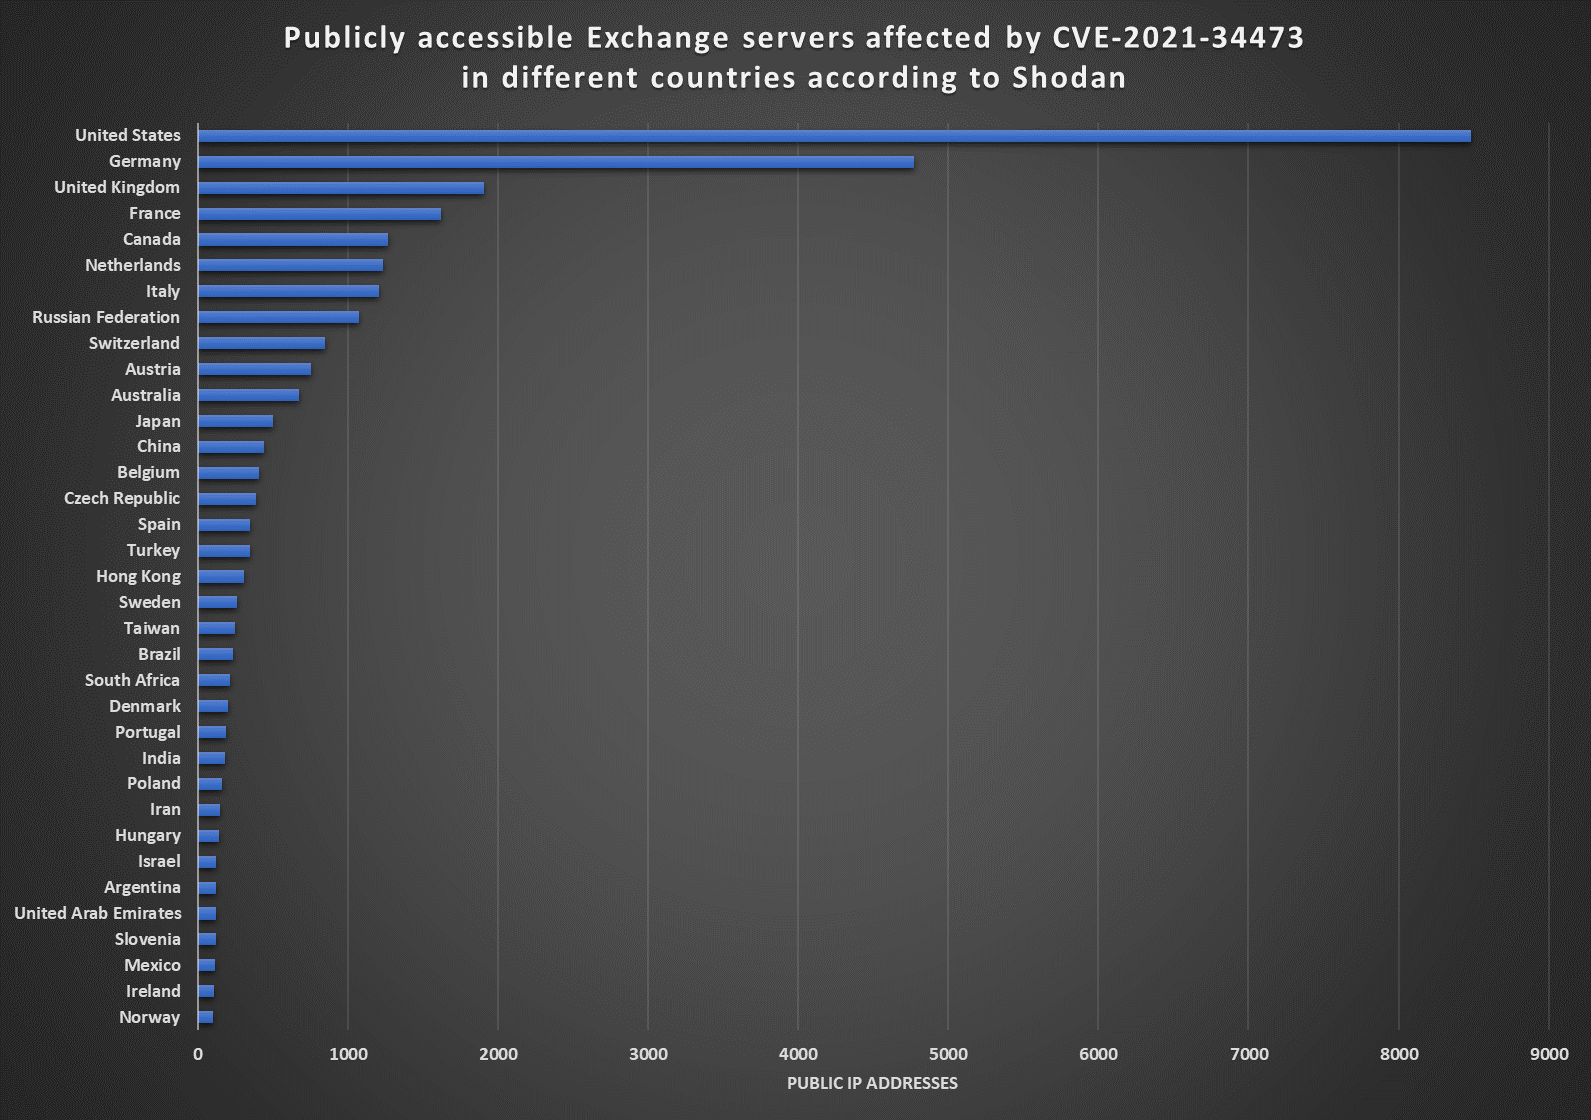 Publicly accessible Exchange servers affected by CVE-2021-34473
in different countries according to Shodan
United States
Germany
United Kingdom
France
Canada
Netherlands
Italy
Russian Federation
Switzerland
Austria
Australia
Japan
China
Belgium
Czech Republic
Spain
Turkey
Hong Kong
Sweden
Taiwan
Brazil
South Africa
Denmark
Portugal
India
Poland
Iran
Hungary
Israel
Argentina
United Arab Emirates
Slovenia
Mexico
Ireland
Norway
0 1000 2000 3000 4000 5000 6000 7000 8000 9000
PUBLIC IP ADDRESSES